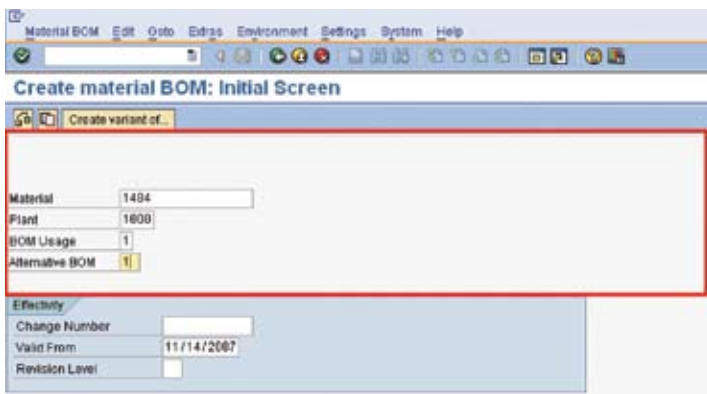 Material BOM Edit Goto Extras Environment Settings System Help
Create material BOM: Initial Screen
Create variant of...
Material 1494
Plant 1000
BOM Usage 1
Alternative BOM 1
Effectivity
Change Number
Valid From 11/14/2007
Revision Level